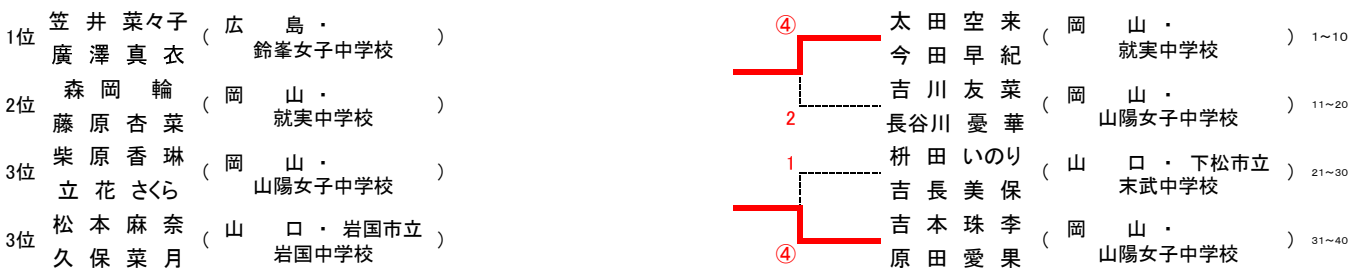 1位 笠井菜々子 ( 広島・ )
廣澤真衣 鈴峯女子中学校
2位 森岡輪 ( 岡山・ )
藤原杏菜 就実中学校
3位 柴原香琳 ( 岡山・ )
立花さくら 山陽女子中学校
3位 松本麻奈 ( 山口・岩国市立 )
久保菜月 岩国中学校
④ 太田空来 ( 岡山・ ) 1~10
今田早紀 就実中学校
吉川友菜 ( 岡山・ ) 11~20
2 長谷川憂華 山陽女子中学校
1 枡田いのり ( 山口・下松市立 ) 21~30
吉長美保 末武中学校
吉本珠李 ( 岡山・ ) 31~40
④ 原田愛果 山陽女子中学校